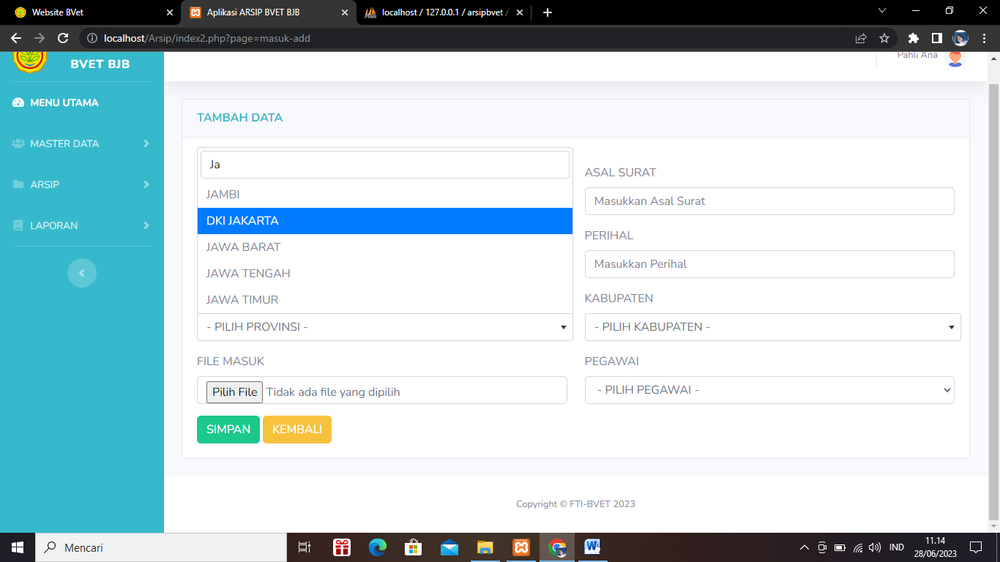 Website BVet
Aplikasi ARSIP BVET BJB
localhost / 127.0.0.1 / arsipbvet /
localhost/Arsip/index2.php?page=masuk-add
BVET BJB
Pahli Ana
MENU UTAMA
MASTER DATA
ARSIP
LAPORAN
TAMBAH DATA
Ja
JAMBI
DKI JAKARTA
JAWA BARAT
JAWA TENGAH
JAWA TIMUR
- PILIH PROVINSI -
ASAL SURAT
Masukkan Asal Surat
PERIHAL
Masukkan Perihal
KABUPATEN
- PILIH KABUPATEN -
FILE MASUK
Pilih File Tidak ada file yang dipilih
PEGAWAI
- PILIH PEGAWAI -
SIMPAN KEMBALI
Copyright © FTI-BVET 2023
Mencari
IND
11.14
28/06/2023